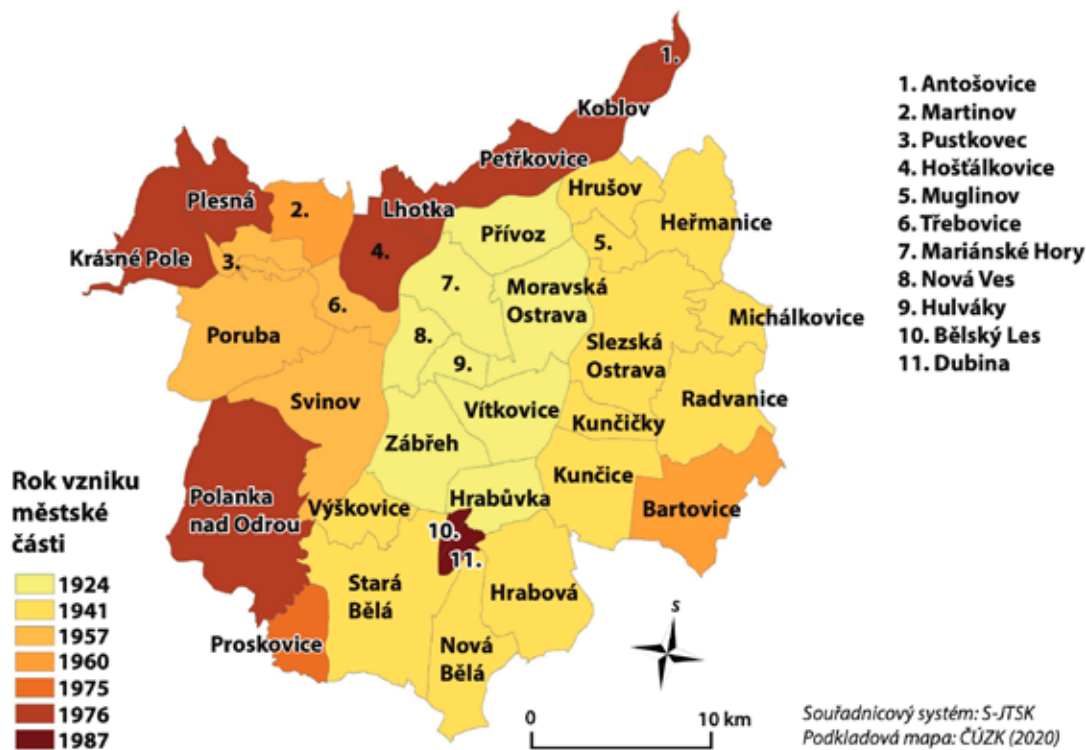 1.
Koblov
Petřkovice
Hrušov
Plesná
2.
Lhotka
Heřmanice
Přívoz
Krásné Pole
3.
4.
5.
7.
Moravská
Ostrava
6.
Michálkovice
Poruba
8.
Slezská
Ostrava
9.
Svinov
Radvanice
Vítkovice
Kunčičky
Zábřeh
Kunčice
Hrabůvka
Polanka
nad Odrou
Výškovice
Bartovice
10.
11.
Stará
Bělá
Hrabová
Proskovice
Nová
Bělá
1. Antošovice
2. Martinov
3. Pustkovec
4. Hošťálkovice
5. Muglinov
6. Třebovice
7. Mariánské Hory
8. Nová Ves
9. Hulváky
10. Bělský Les
11. Dubina
Rok vzniku
městské
části
1924
1941
1957
1960
1975
1976
1987
S
0 10 km
Souřadnicový systém: S-JTSK
Podkladová mapa: ČÚZK (2020)